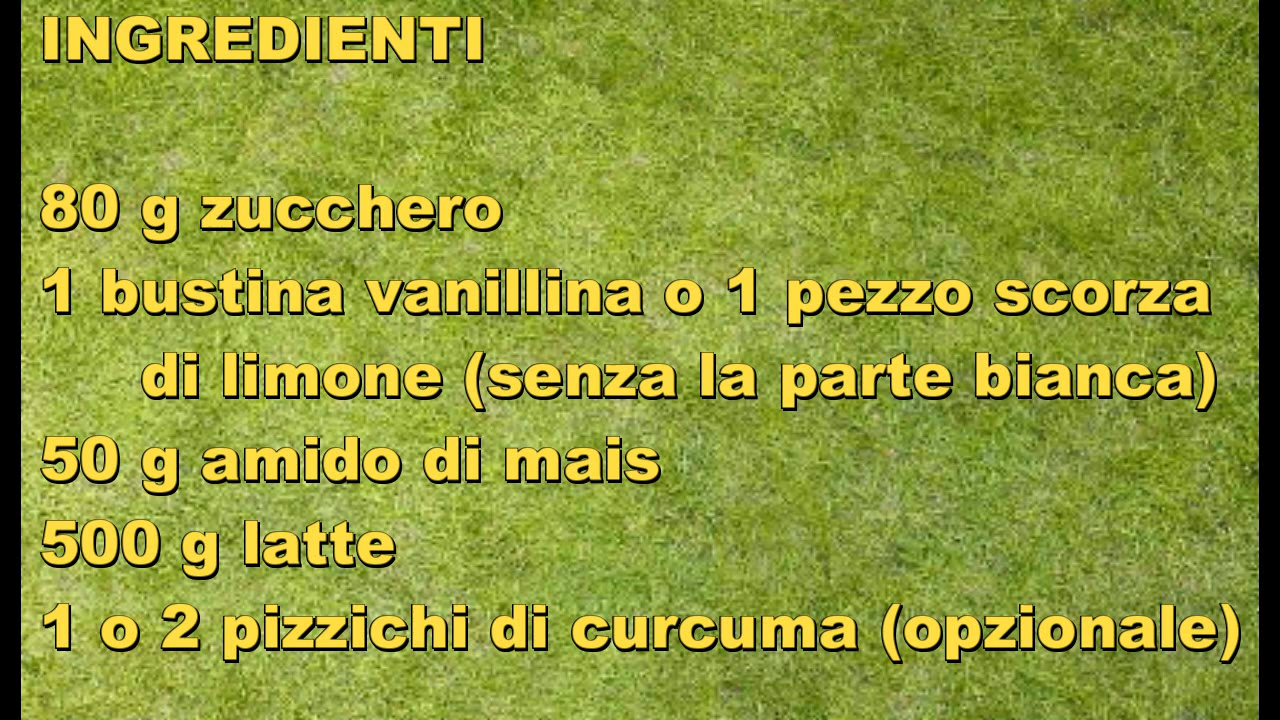 INGREDIENTI
80 g zucchero
1 bustina vanillina o 1 pezzo scorza
di limone (senza la parte bianca)
50 g amido di mais
500 g latte
1 o 2 pizzichi di curcuma (opzionale)